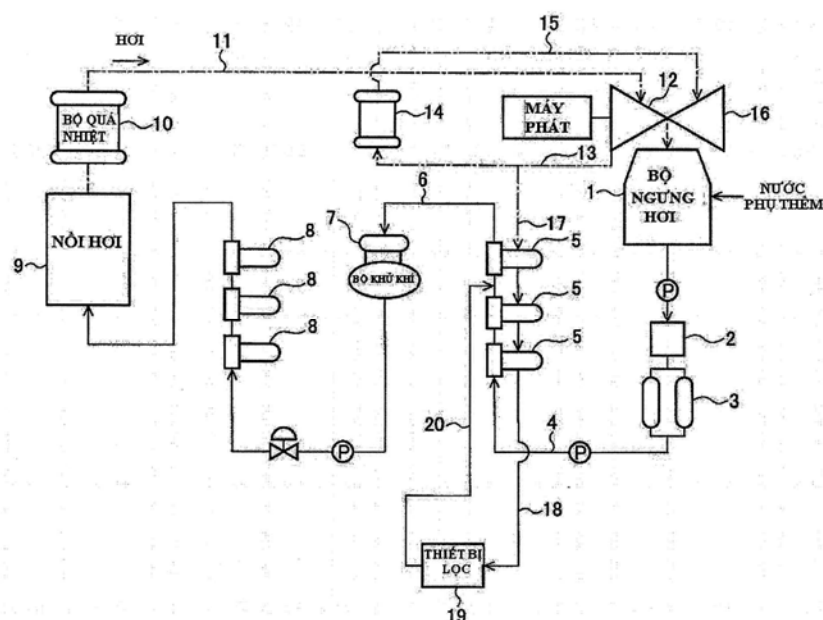 15
HƠI
11
12
BỘ QUÁ
NHIỆT
10
14
MÁY
PHÁT
16
13
1
BỘ
NGƯNG
HƠI
NƯỚC
PHỤ THÊM
6
17
7
8
5
NỒI HƠI
9
BỘ KHỬ KHÍ
8
5
P
8
5
2
3
20
4
P
P
18
THIẾT BỊ
LỌC
19